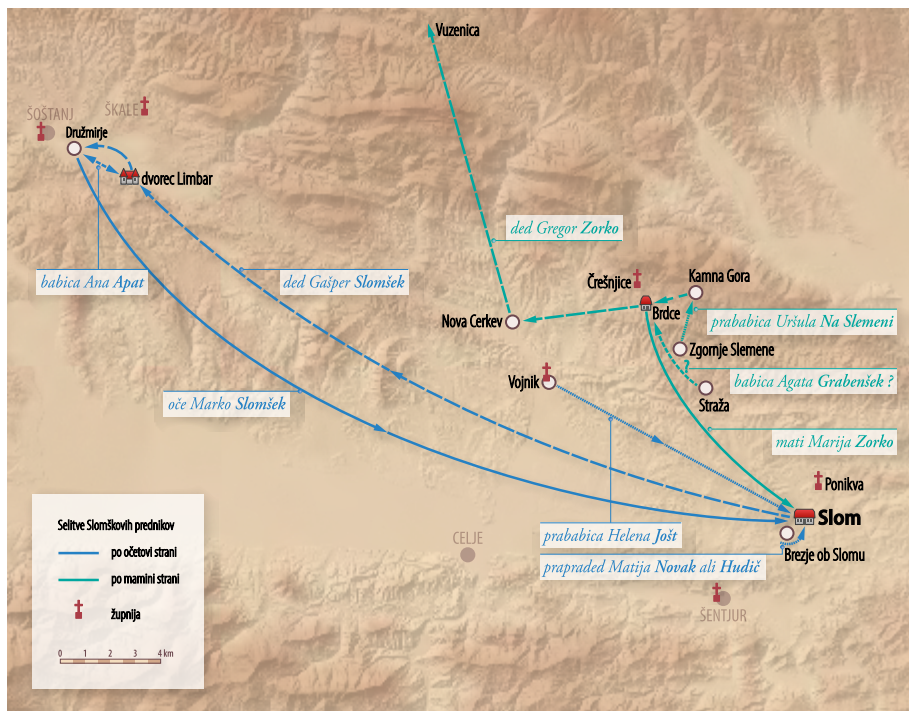 Vuzenica
ŠKALE
ŠOŠTANJ
Družmirje
dvorec Limbar
ded Gregor Zorko
babica Ana Apat
ded Gašper Slomšek
Črešnjice
Kamna Gora
Brdce
Nova Cerkev
prababica Uršula Na Slemeni
Zgornje Slemene
?
babica Agata Grabenšek ?
Vojnik
Straža
oče Marko Slomšek
mati Marija Zorko
Ponikva
Slom
prababica Helena Jošt
CELJE
Brezje ob Slomu
prapraded Matija Novak ali Hudič
ŠENTJUR
Selitve Slomškovih prednikov
po očetovi strani
po mamini strani
župnija
0 1 2 3 4 km